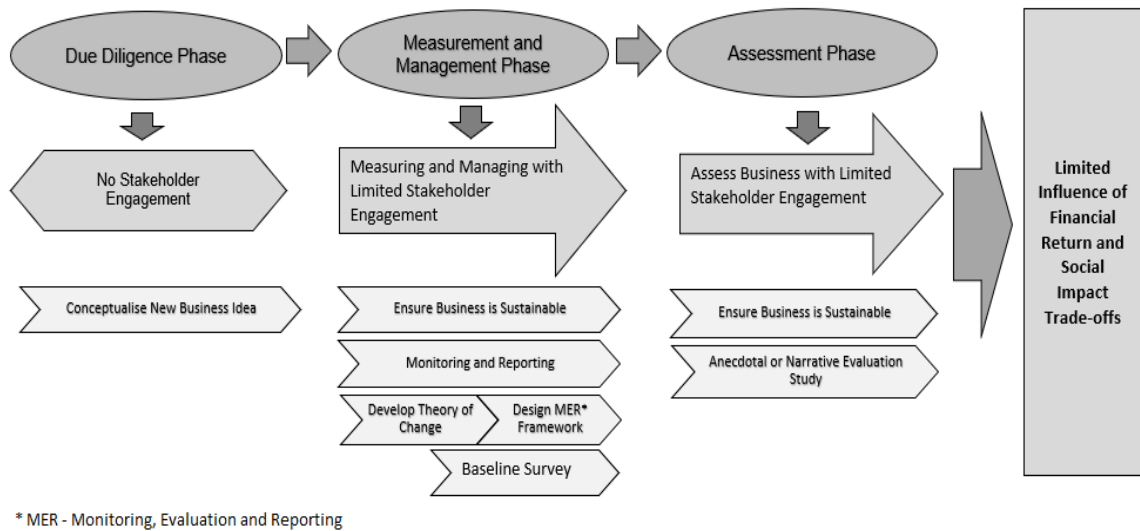 Due Diligence Phase
Measurement and
Management Phase
Assessment Phase
No Stakeholder
Engagement
Measuring and Managing with
Limited Stakeholder
Engagement
Assess Business with Limited
Stakeholder Engagement
Limited
Influence of
Financial
Return and
Social
Impact
Trade-offs
Conceptualise New Business Idea
Ensure Business is Sustainable
Monitoring and Reporting
Develop Theory of
Change
Design MER*
Framework
Baseline Survey
Ensure Business is Sustainable
Anecdotal or Narrative Evaluation
Study
* MER - Monitoring, Evaluation and Reporting